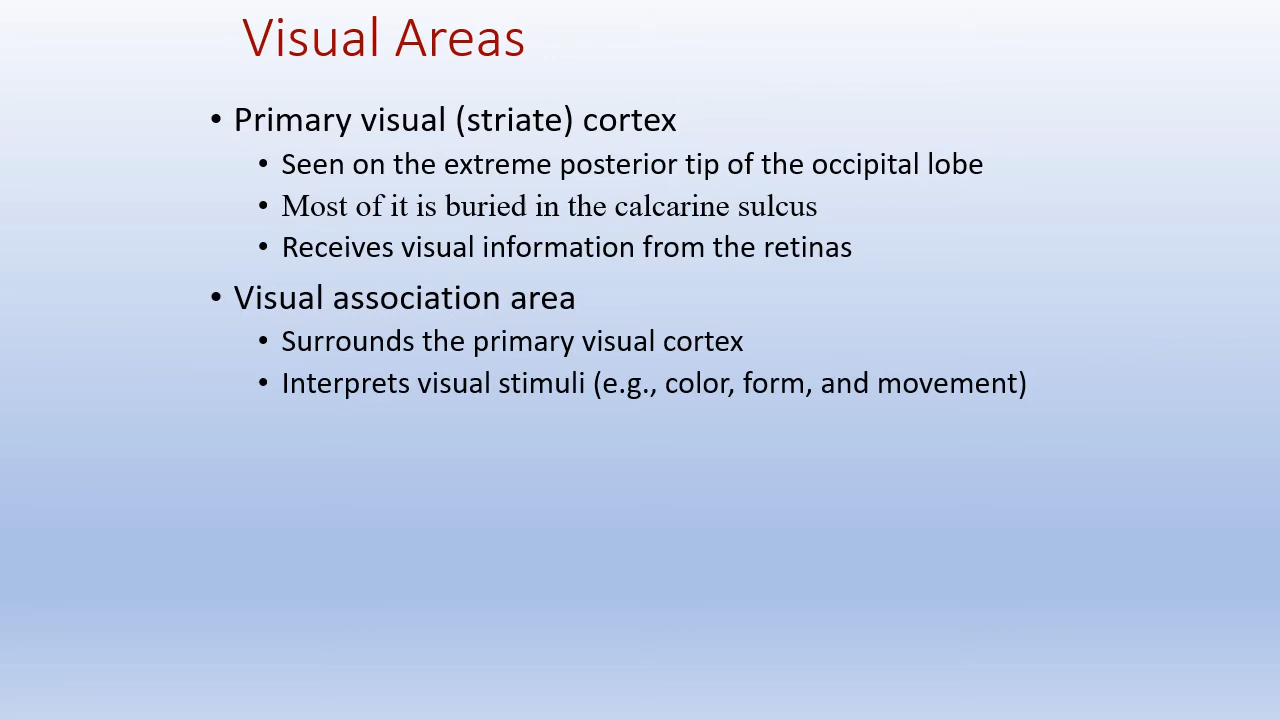 Visual Areas
• Primary visual (striate) cortex
• Seen on the extreme posterior tip of the occipital lobe
• Most of it is buried in the calcarine sulcus
• Receives visual information from the retinas
• Visual association area
• Surrounds the primary visual cortex
• Interprets visual stimuli (e.g., color, form, and movement)